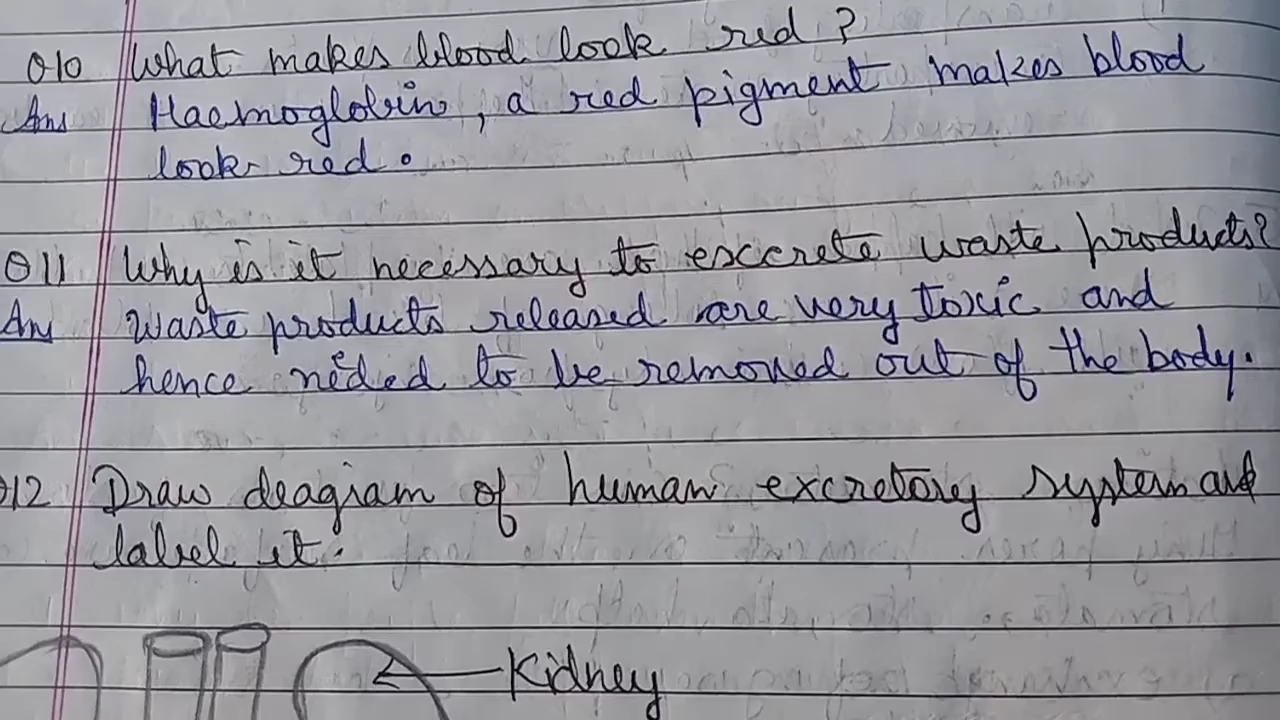 Q10 What makes blood look red?
Ans Haemoglobin, a red pigment makes blood
look red.
Q11 Why is it necessary to exccrete waste products?
Ans Waste products released are very toxic and
hence needed to be removed out of the body.
Q12 Draw deagram of human excretory system and
label it.
Kidney